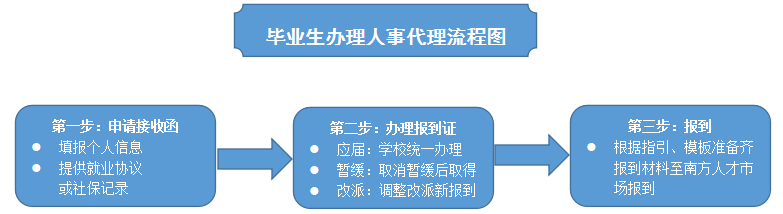 毕业生办理人事代理流程图
第一步：申请接收函
● 填报个人信息
● 提供就业协议
或社保记录
第二步：办理报到证
● 应届：学校统一办理
● 暂缓：取消暂缓后取得
● 改派：调整改派新报到
第三步：报到
● 根据指引、模板准备齐
报到材料至南方人才市
场报到